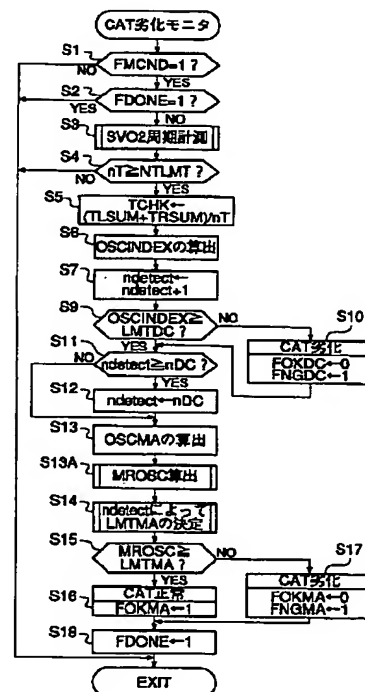 CAT劣化モニタ
S1
FMCND=1 ?
NO
YES
S2
FDONE=1 ?
YES
NO
S3
SVO2周期計測
S4
nT≧NTLMT ?
NO
YES
S5
TCHK←
(TLSUM+TRSUM)/nT
S6
OSCINDEXの算出
S7
ndetect←
ndetect+1
S9
OSCINDEX≧
LMTDC ?
NO
YES
S10
CAT劣化
FOKDC←0
FNGDC←1
S11
ndetect≧nDC ?
NO
YES
S12
ndetect←nDC
S13
OSCMAの算出
S13A
MROSC算出
S14
ndetectによって
LMTMAの決定
S15
MROSC≧
LMTMA ?
NO
YES
S16
CAT正常
FOKMA←1
S17
CAT劣化
FOKMA←0
FNGMA←1
S18
FDONE←1
EXIT